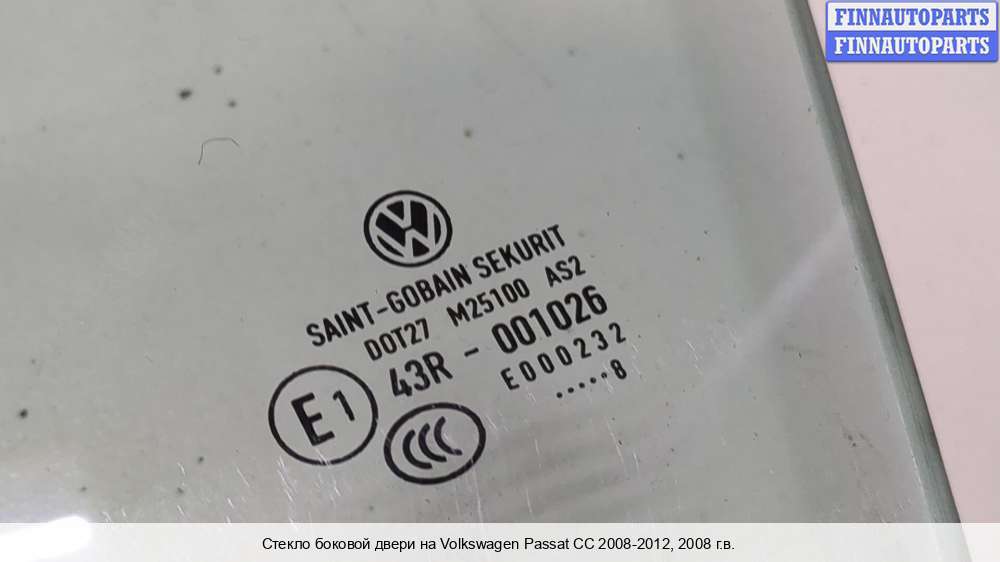 FINNAUTOPARTS
FINNAUTOPARTS
SAINT-GOBAIN SEKURIT
DOT27 M25100 AS2
43R - 001026
E000232
.....8
E1
CCC
Стекло боковой двери на Volkswagen Passat CC 2008-2012, 2008 г.в.